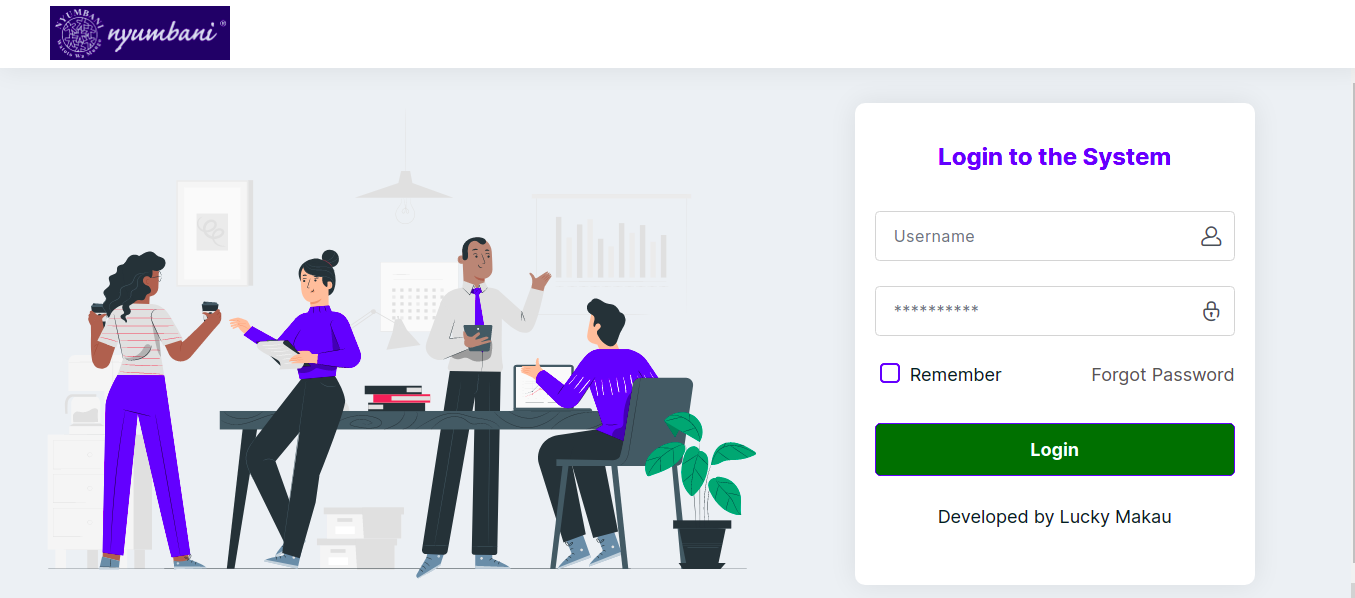 NYUMBANI
nyumbani ®
Login to the System
Username
**********
Remember
Forgot Password
Login
Developed by Lucky Makau